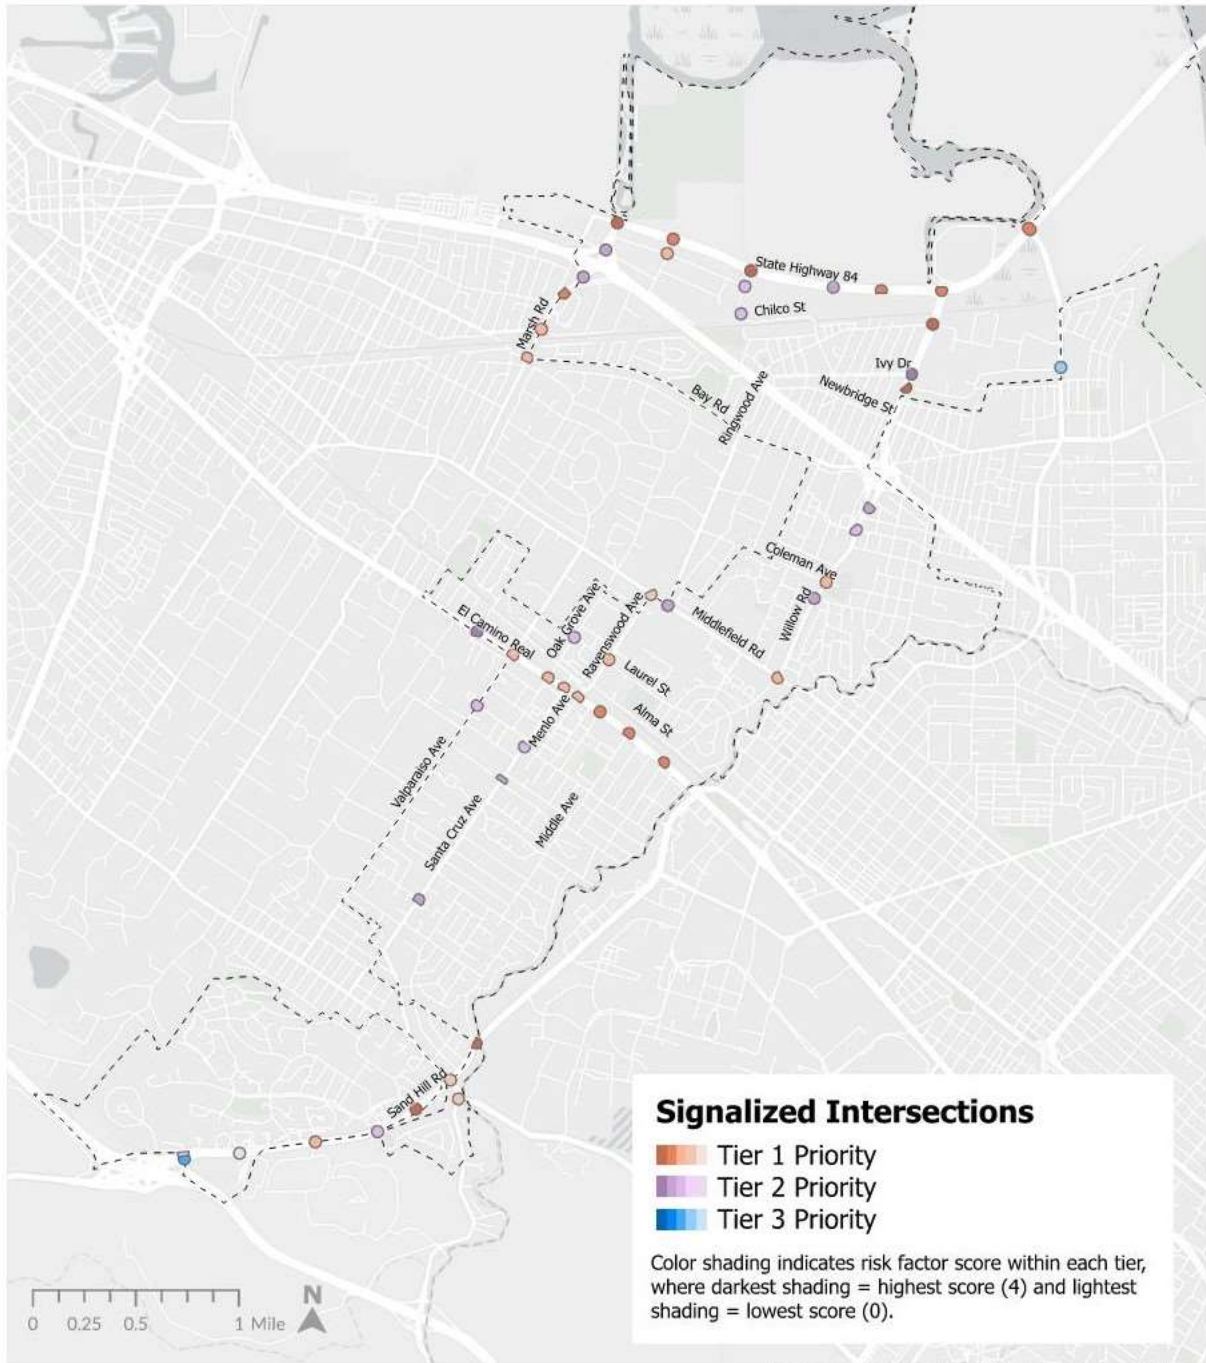 State Highway 84
Chilco St
Marsh Rd
Ivy Dr
Newbridge St
Bay Rd
Ringwood Ave
Coleman Ave
Willow Rd
El Camino Real
Oak Grove Ave
Ravenswood Ave
Middlefield Rd
Laurel St
Alma St
Menlo Ave
Valparaiso Ave
Santa Cruz Ave
Middle Ave
Sand Hill Rd
Signalized Intersections
Tier 1 Priority
Tier 2 Priority
Tier 3 Priority
Color shading indicates risk factor score within each tier,
where darkest shading = highest score (4) and lightest
shading = lowest score (0).
N
0 0.25 0.5 1 Mile